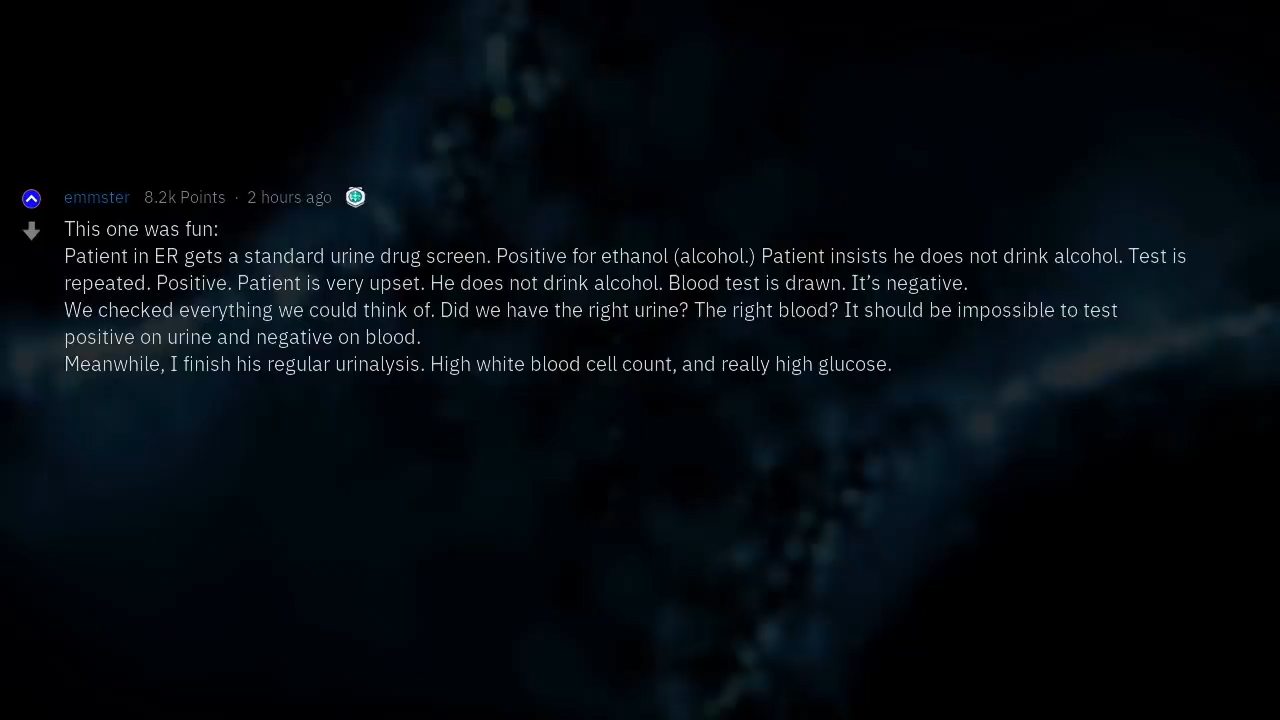 emmster 8.2k Points · 2 hours ago
This one was fun:
Patient in ER gets a standard urine drug screen. Positive for ethanol (alcohol.) Patient insists he does not drink alcohol. Test is
repeated. Positive. Patient is very upset. He does not drink alcohol. Blood test is drawn. It’s negative.
We checked everything we could think of. Did we have the right urine? The right blood? It should be impossible to test
positive on urine and negative on blood.
Meanwhile, I finish his regular urinalysis. High white blood cell count, and really high glucose.